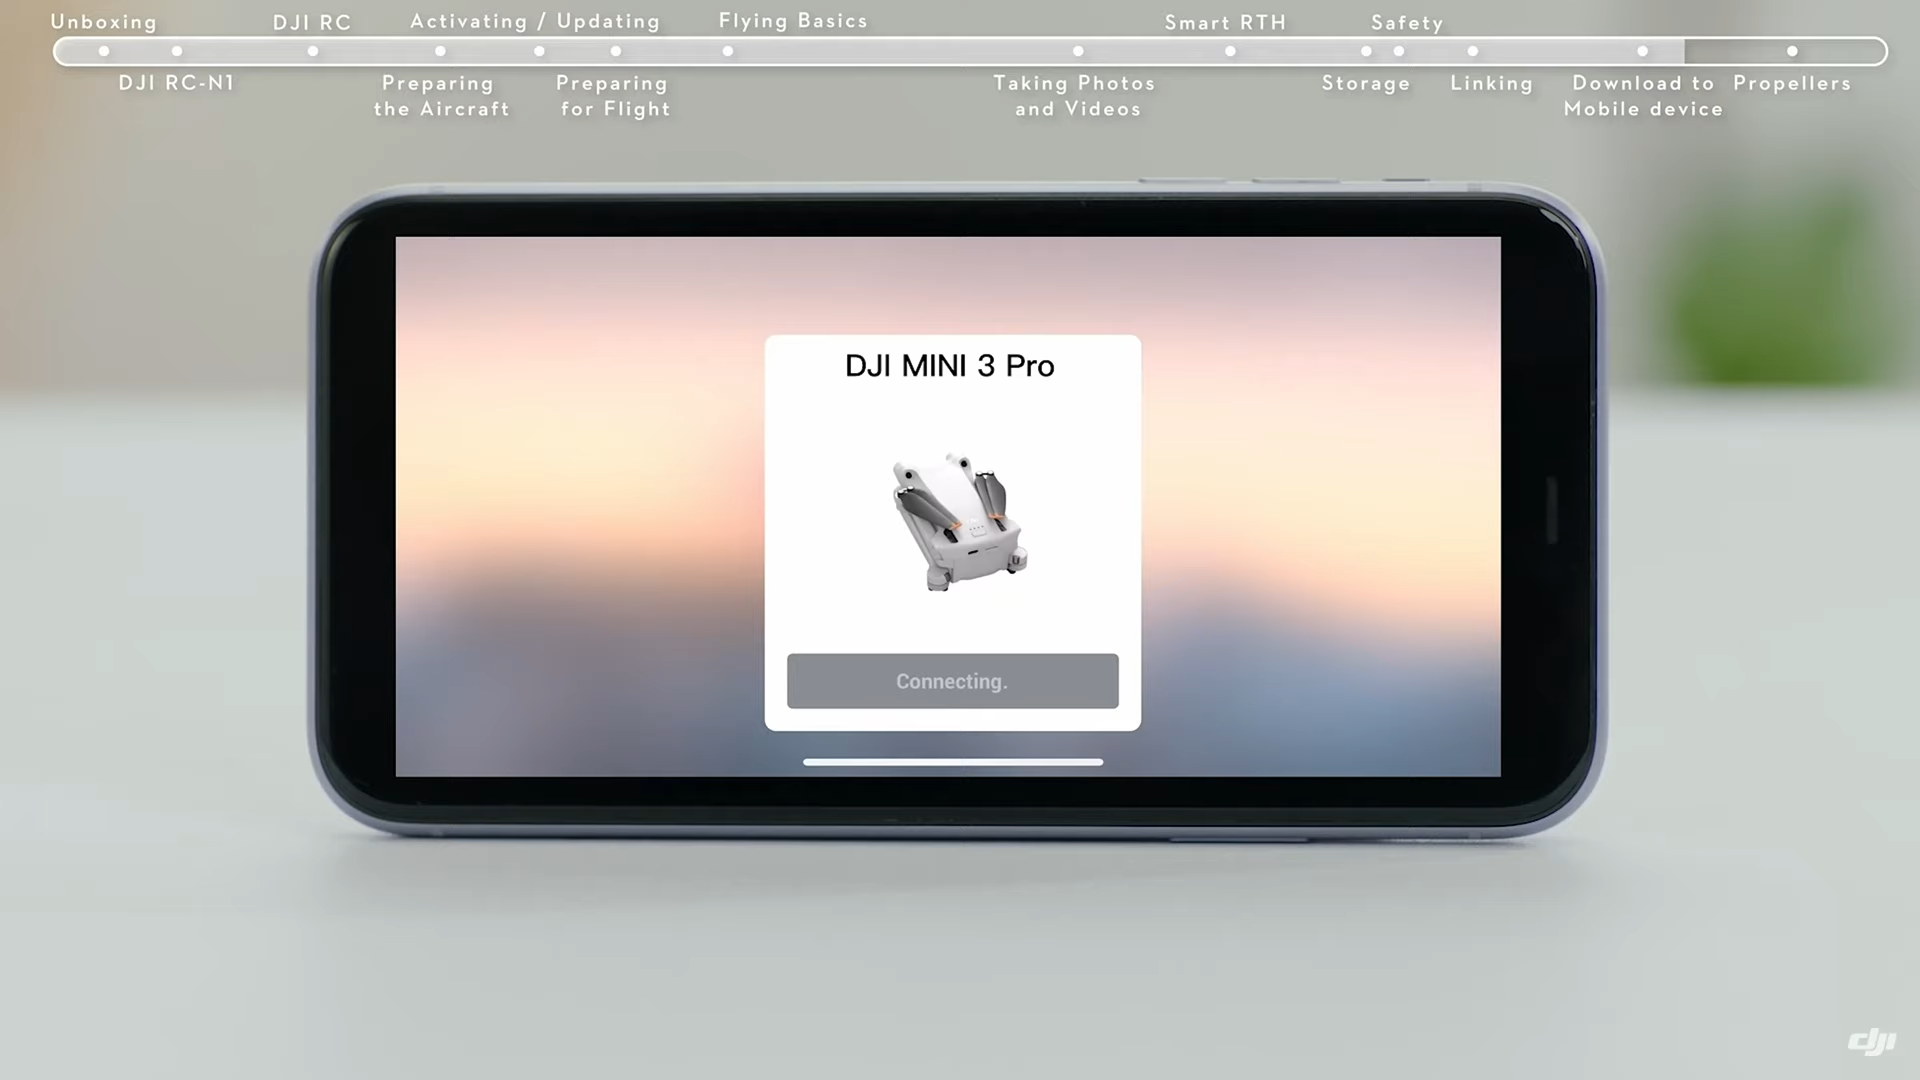 Unboxing
DJI RC
Activating / Updating
Flying Basics
Smart RTH
Safety
DJI RC-N1
Preparing
the Aircraft
Preparing
for Flight
Taking Photos
and Videos
Storage
Linking
Download to
Mobile device
Propellers
DJI MINI 3 Pro
Connecting.
dji